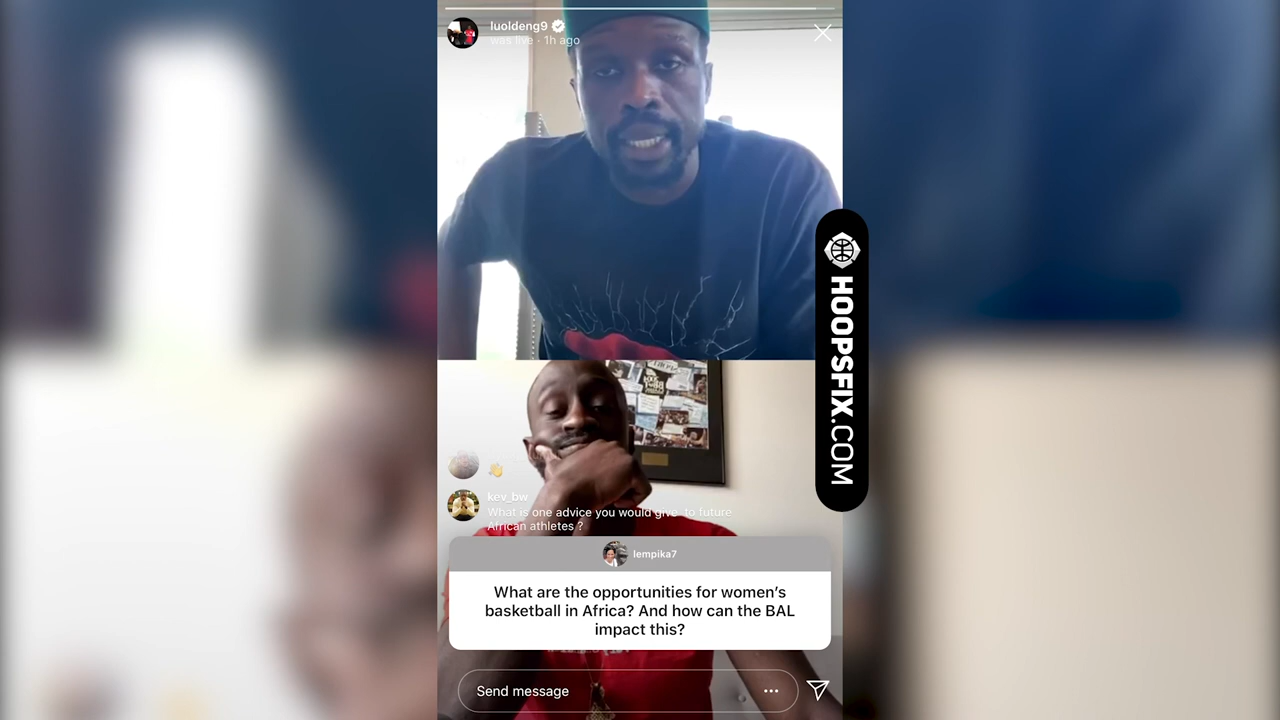 luoldeng9
was live · 1h ago
HOOPSFIX.COM
kev_bw
What is one advice you would give to future
African athletes ?
lempika7
What are the opportunities for women’s
basketball in Africa? And how can the BAL
impact this?
Send message